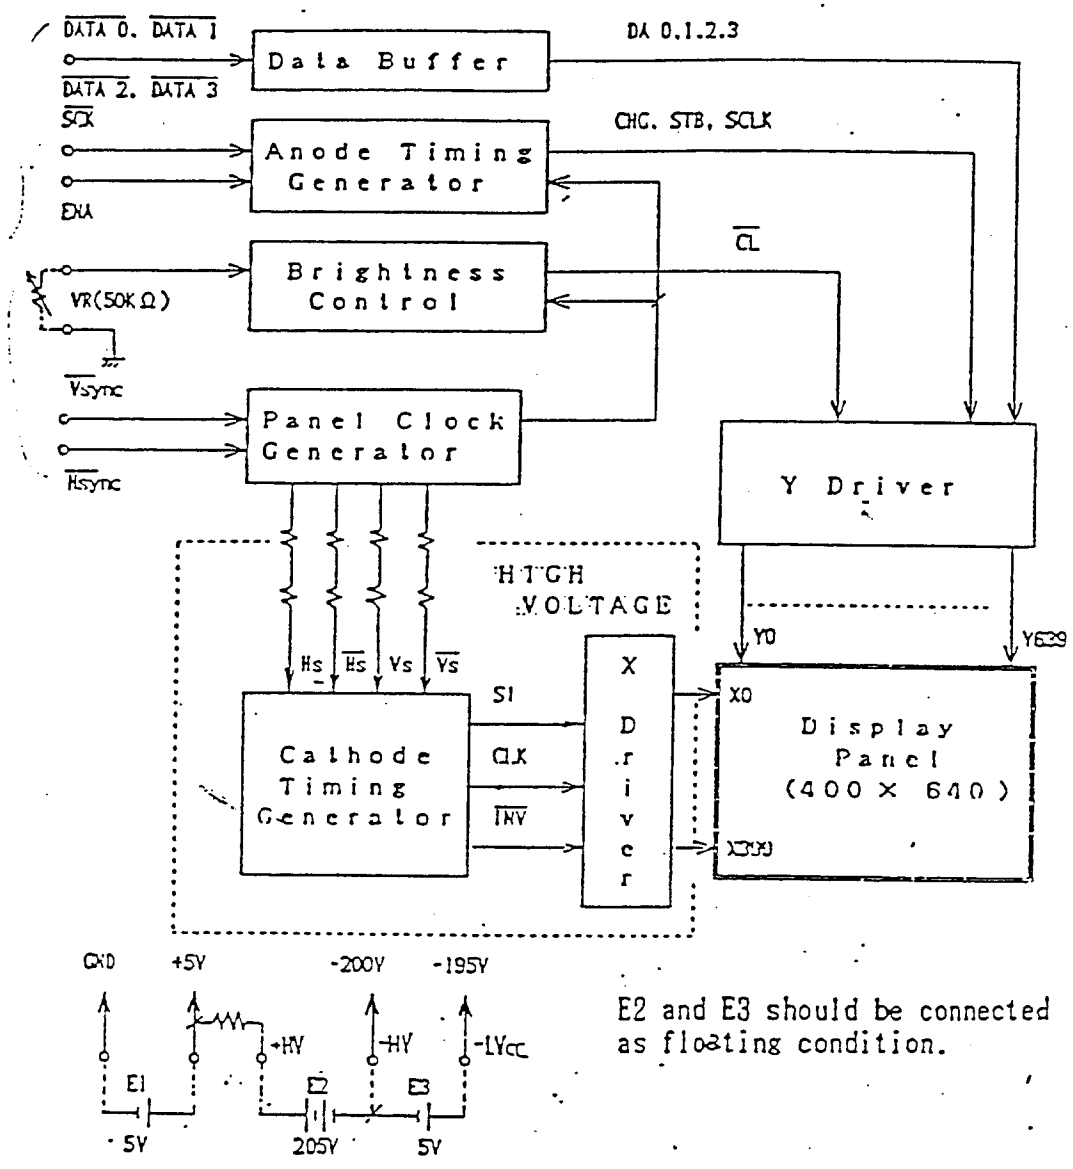 DATA 0. DATA 1
DATA 2. DATA 3
Data Buffer
DA 0.1.2.3
SCK
ENA
Anode Timing
Generator
CHG. STB, SCLK
VR(50KΩ)
Brightness
Control
CL
Vsync
Hsync
Panel Clock
Generator
Y Driver
HIGH
VOLTAGE
Hs
Hs
Vs
Vs
Y0
Y639
Cathode
Timing
Generator
SI
CLK
INV
X
Driver
X0
X399
Display
Panel
(400 × 640)
GND
+5V
-200V
-195V
+HV
-HV
-LVcc
E1
E2
E3
5V
205V
5V
E2 and E3 should be connected
as floating condition.